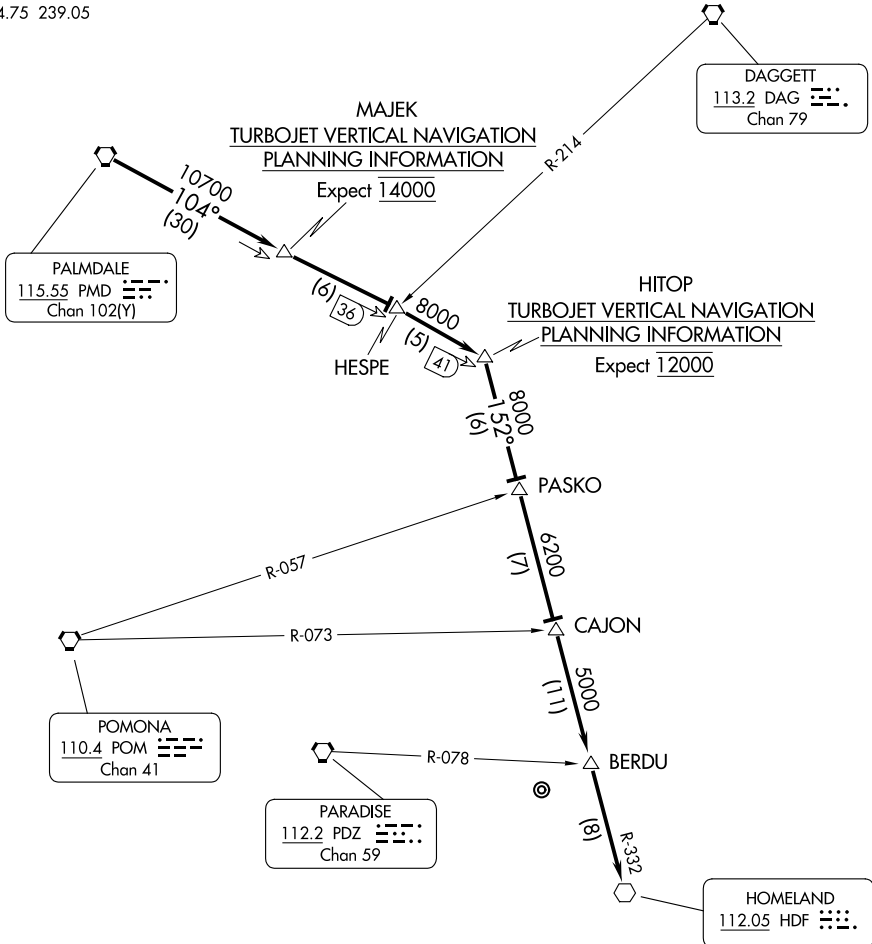 239.05
DAGGETT
113.2 DAG
Chan 79
MAJEK
TURBOJET VERTICAL NAVIGATION
PLANNING INFORMATION
Expect 14000
R-214
10700
104°
(30)
PALMDALE
115.55 PMD
Chan 102(Y)
(6)
36
HESPE
8000
(5)
41
HITOP
TURBOJET VERTICAL NAVIGATION
PLANNING INFORMATION
Expect 12000
8000
152°
(6)
PASKO
R-057
6200
(7)
R-073
CAJON
POMONA
110.4 POM
Chan 41
5000
(11)
R-078
BERDU
PARADISE
112.2 PDZ
Chan 59
(8)
R-332
HOMELAND
112.05 HDF